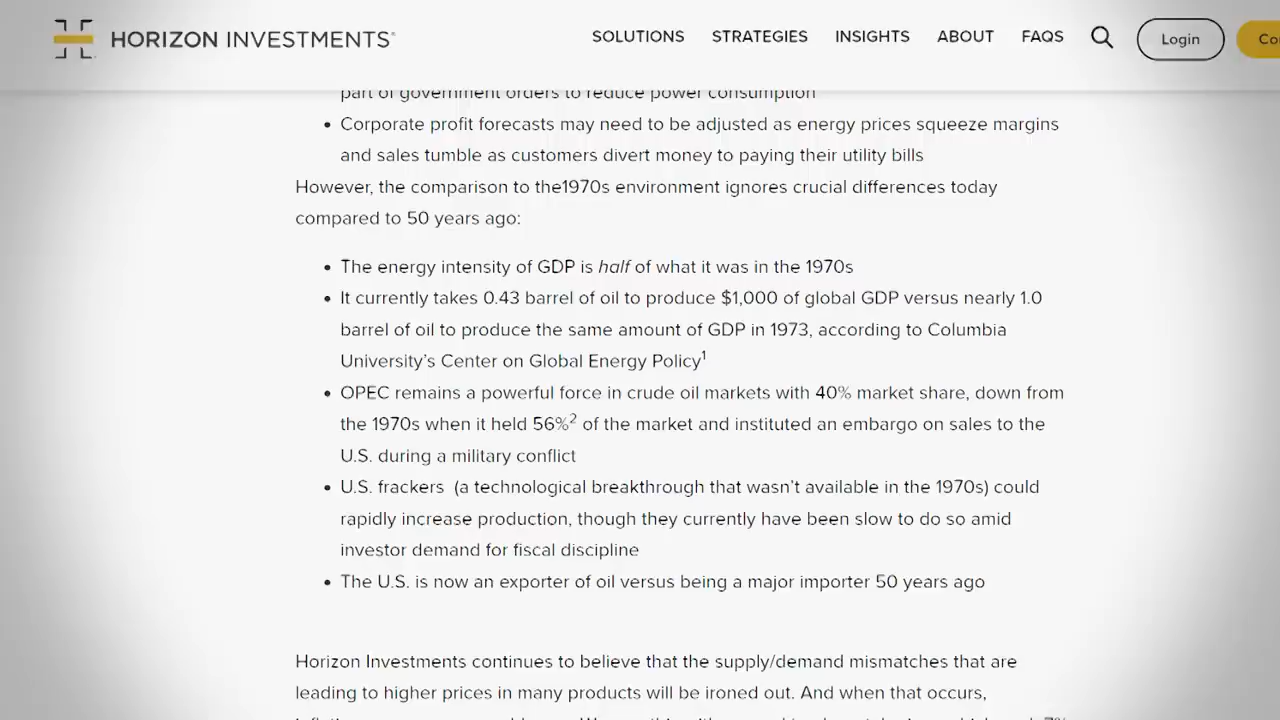 HORIZON INVESTMENTS®
SOLUTIONS STRATEGIES INSIGHTS ABOUT FAQS Login
part of government orders to reduce power consumption
• Corporate profit forecasts may need to be adjusted as energy prices squeeze margins
and sales tumble as customers divert money to paying their utility bills
However, the comparison to the1970s environment ignores crucial differences today
compared to 50 years ago:
• The energy intensity of GDP is half of what it was in the 1970s
• It currently takes 0.43 barrel of oil to produce $1,000 of global GDP versus nearly 1.0
barrel of oil to produce the same amount of GDP in 1973, according to Columbia
University's Center on Global Energy Policy¹
• OPEC remains a powerful force in crude oil markets with 40% market share, down from
the 1970s when it held 56%² of the market and instituted an embargo on sales to the
U.S. during a military conflict
• U.S. frackers (a technological breakthrough that wasn't available in the 1970s) could
rapidly increase production, though they currently have been slow to do so amid
investor demand for fiscal discipline
• The U.S. is now an exporter of oil versus being a major importer 50 years ago
Horizon Investments continues to believe that the supply/demand mismatches that are
leading to higher prices in many products will be ironed out. And when that occurs,